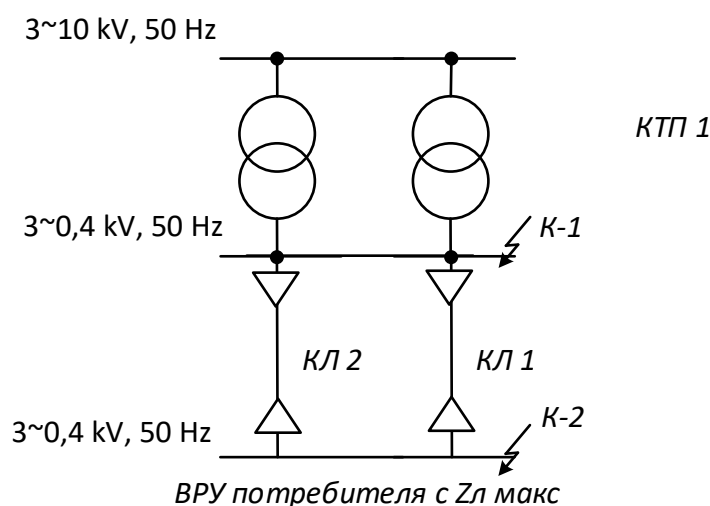 3~10 kV, 50 Hz
КТП 1
3~0,4 kV, 50 Hz
К-1
КЛ 2
КЛ 1
К-2
3~0,4 kV, 50 Hz
ВРУ потребителя с Zл макс